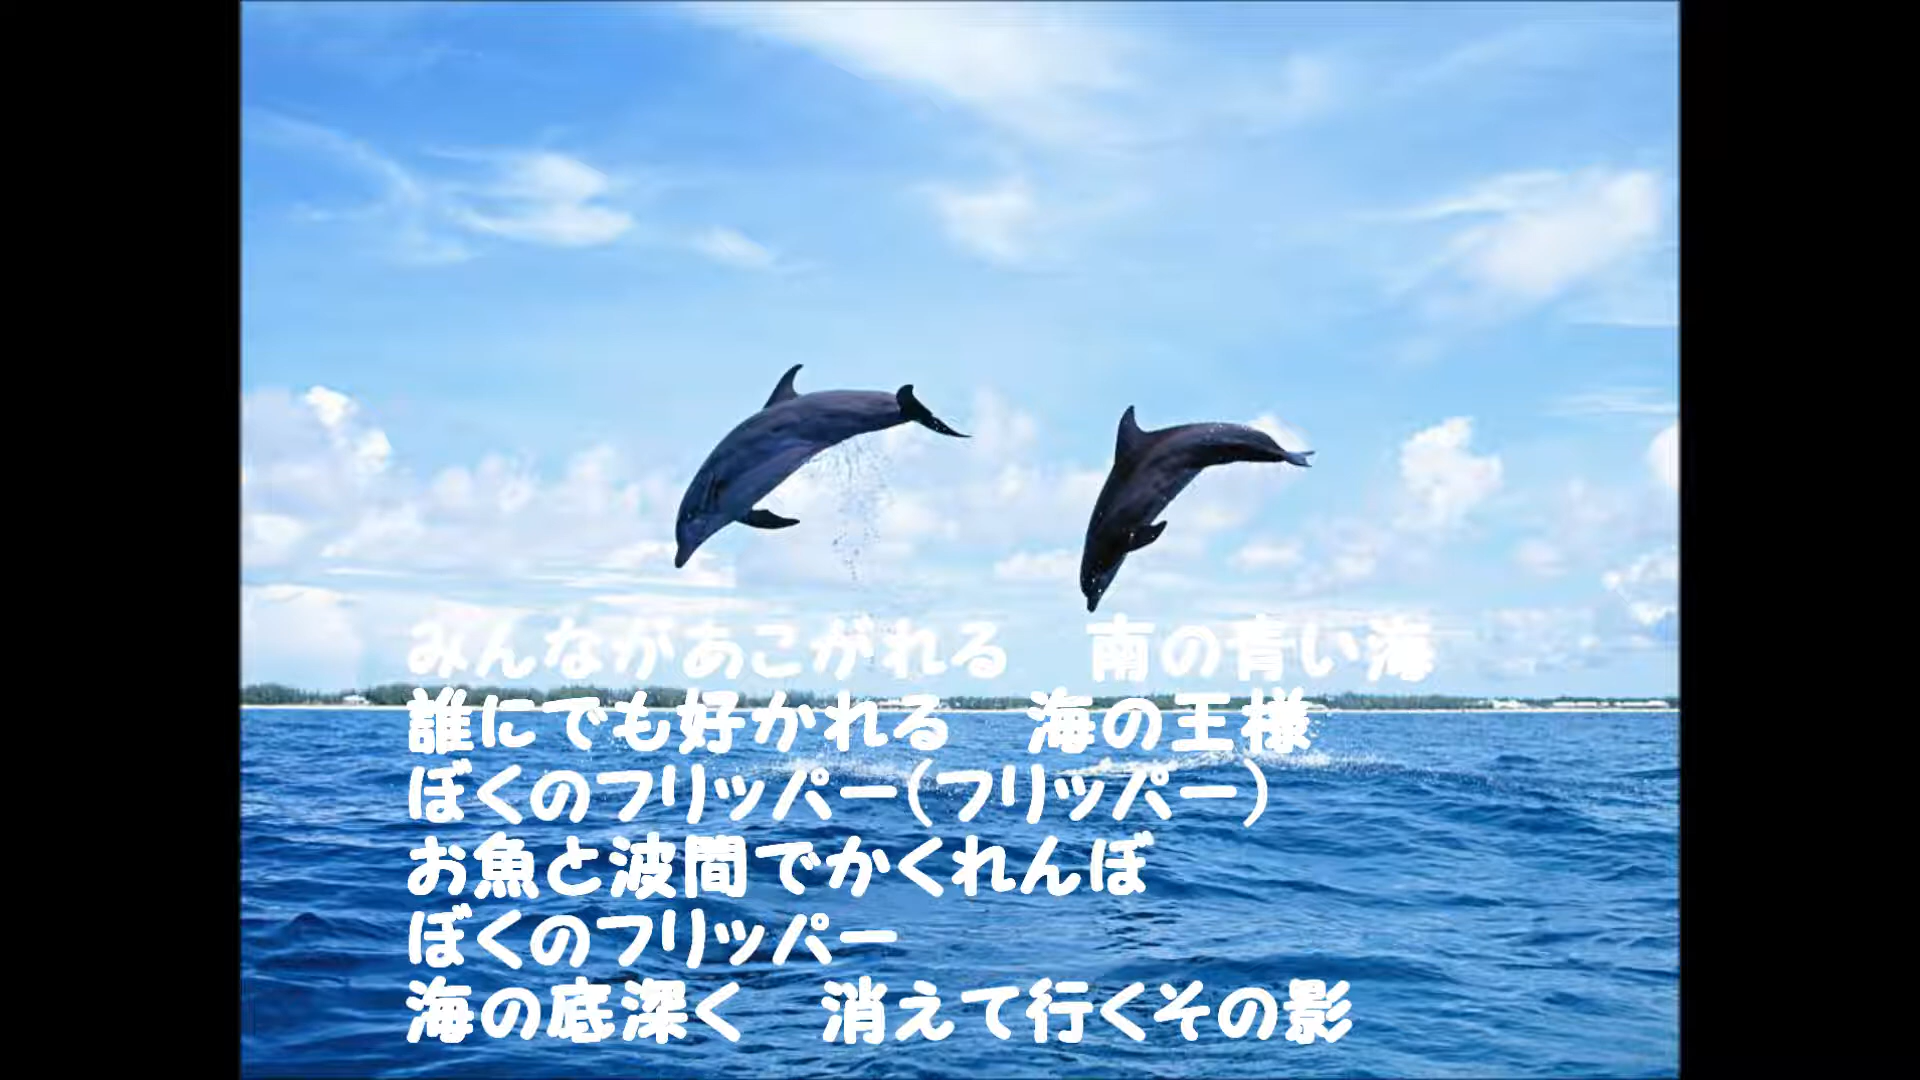 みんながあこがれる　南の青い海
誰にでも好かれる　海の王様
ぼくのフリッパー（フリッパー）
お魚と波間でかくれんぼ
ぼくのフリッパー
海の底深く　消えて行くその影